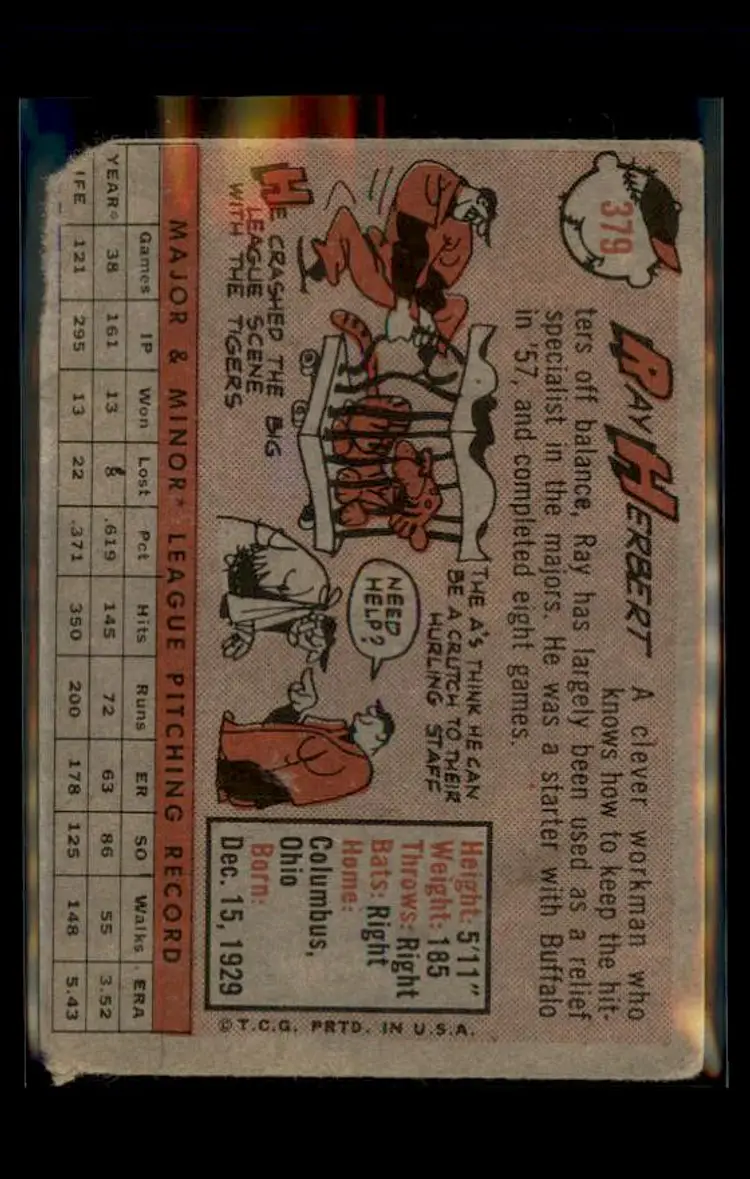 379
RAY HERBERT
A clever workman who
knows how to keep the hit-
ters off balance, Ray has largely been used as a relief
specialist in the majors. He was a starter with Buffalo
in '57, and completed eight games.
HE CRASHED THE BIG
LEAGUE SCENE
WITH THE TIGERS
THE A'S THINK HE CAN
BE A CRUTCH TO THEIR
HURLING STAFF
NEED
HELP?
Height: 5'11"
Weight: 185
Throws: Right
Bats: Right
Home:
Columbus,
Ohio
Born:
Dec. 15, 1929
© T.C.G. PRTD. IN U.S.A.
MAJOR & MINOR* LEAGUE PITCHING RECORD
Games IP Won Lost Pct Hits Runs ER SO Walks ERA
YEAR* 38 161 13 8 .619 145 72 63 86 55 3.52
IFE 121 295 13 22 .371 350 200 178 125 148 5.43